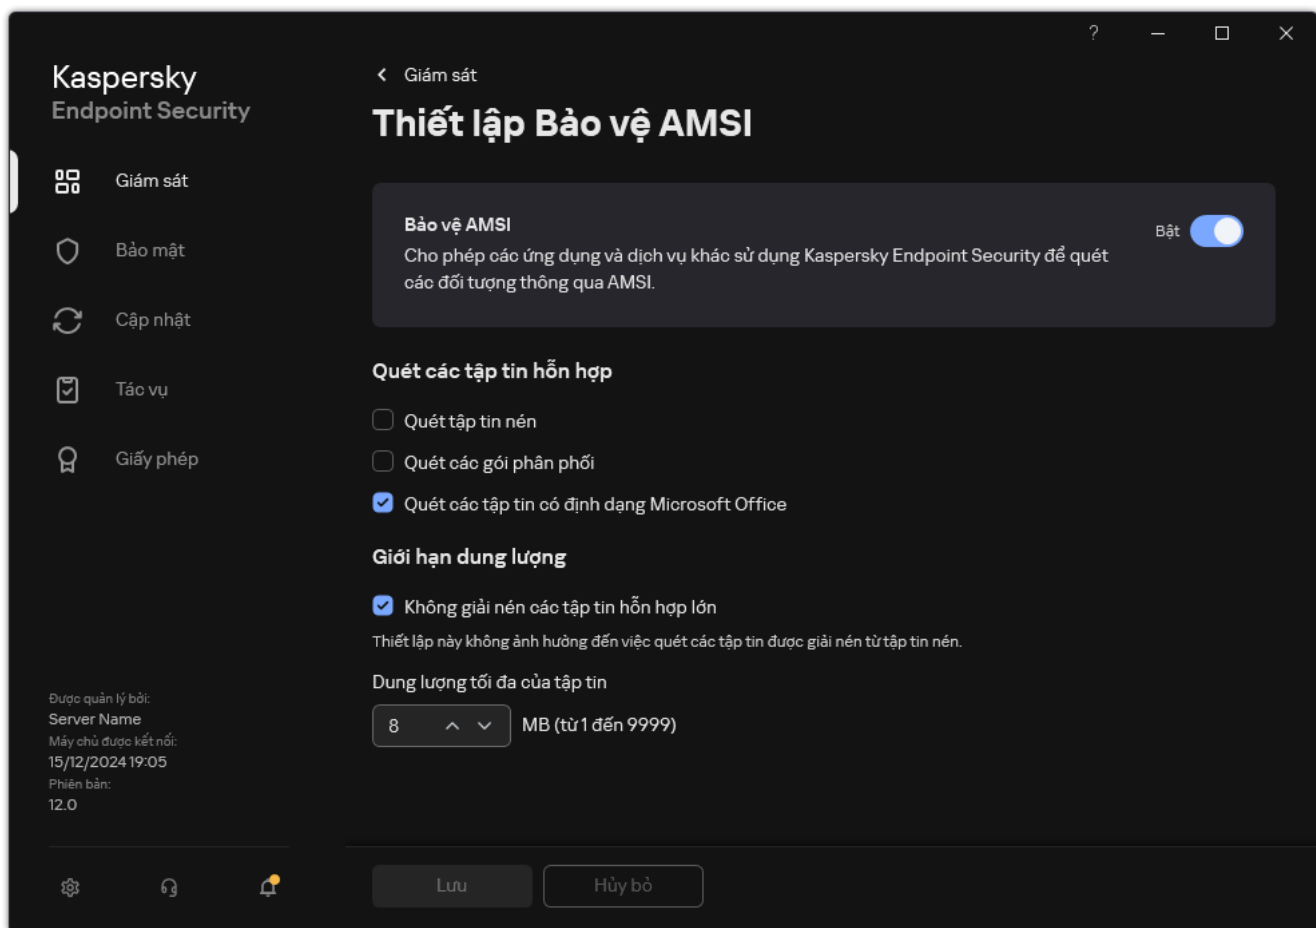 ?
Kaspersky
Endpoint Security
Giám sát
Bảo mật
Cập nhật
Tác vụ
Giấy phép
Được quản lý bởi:
Server Name
Máy chủ được kết nối:
15/12/2024 19:05
Phiên bản:
12.0
Giám sát
Thiết lập Bảo vệ AMSI
Bảo vệ AMSI
Cho phép các ứng dụng và dịch vụ khác sử dụng Kaspersky Endpoint Security để quét
các đối tượng thông qua AMSI.
Bật
Quét các tập tin hỗn hợp
Quét tập tin nén
Quét các gói phân phối
Quét các tập tin có định dạng Microsoft Office
Giới hạn dung lượng
Không giải nén các tập tin hỗn hợp lớn
Thiết lập này không ảnh hưởng đến việc quét các tập tin được giải nén từ tập tin nén.
Dung lượng tối đa của tập tin
8 MB (từ 1 đến 9999)
Lưu
Hủy bỏ